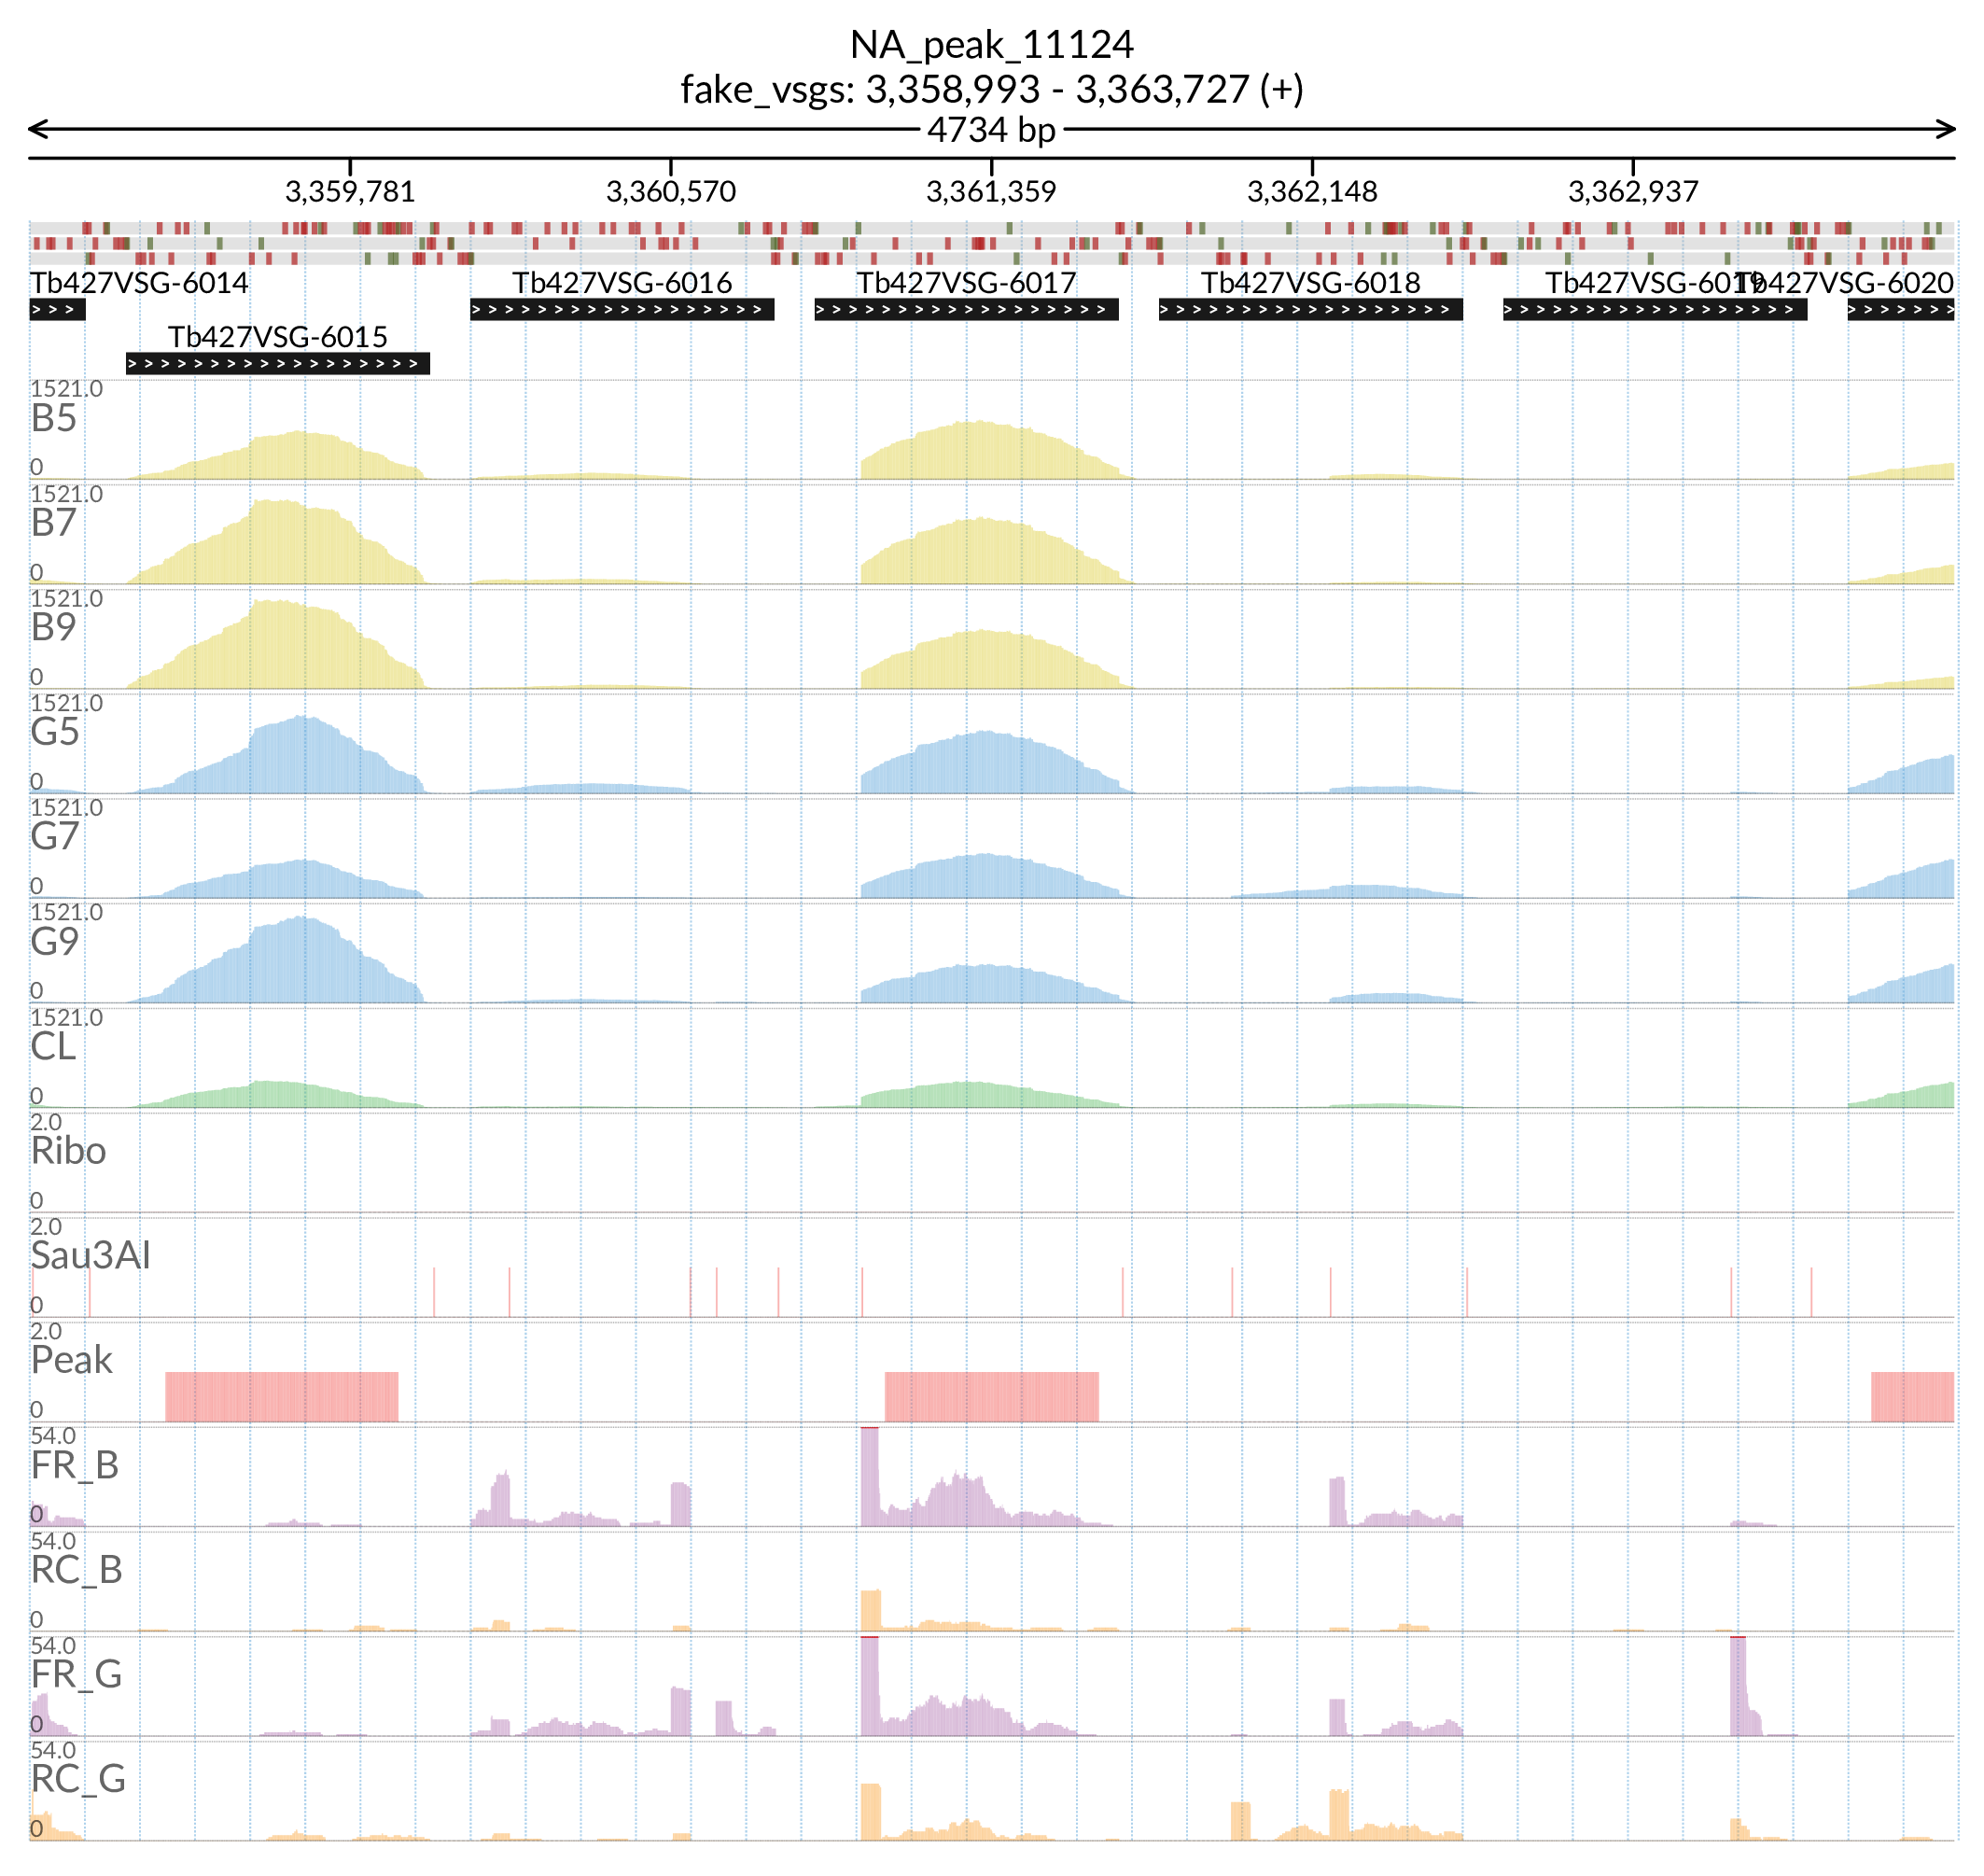 NA_peak_11124
fake_vsgs: 3,358,993 - 3,363,727 (+)
4734 bp
3,359,781 3,360,570 3,361,359 3,362,148 3,362,937
Tb427VSG-6014 Tb427VSG-6016 Tb427VSG-6017 Tb427VSG-6018 Tb427VSG-6019 Tb427VSG-6020
Tb427VSG-6015
1521.0
B5
0
1521.0
B7
0
1521.0
B9
0
1521.0
G5
0
1521.0
G7
0
1521.0
G9
0
1521.0
CL
0
2.0
Ribo
0
2.0
Sau3AI
0
2.0
Peak
0
54.0
FR_B
0
54.0
RC_B
0
54.0
FR_G
0
54.0
RC_G
0